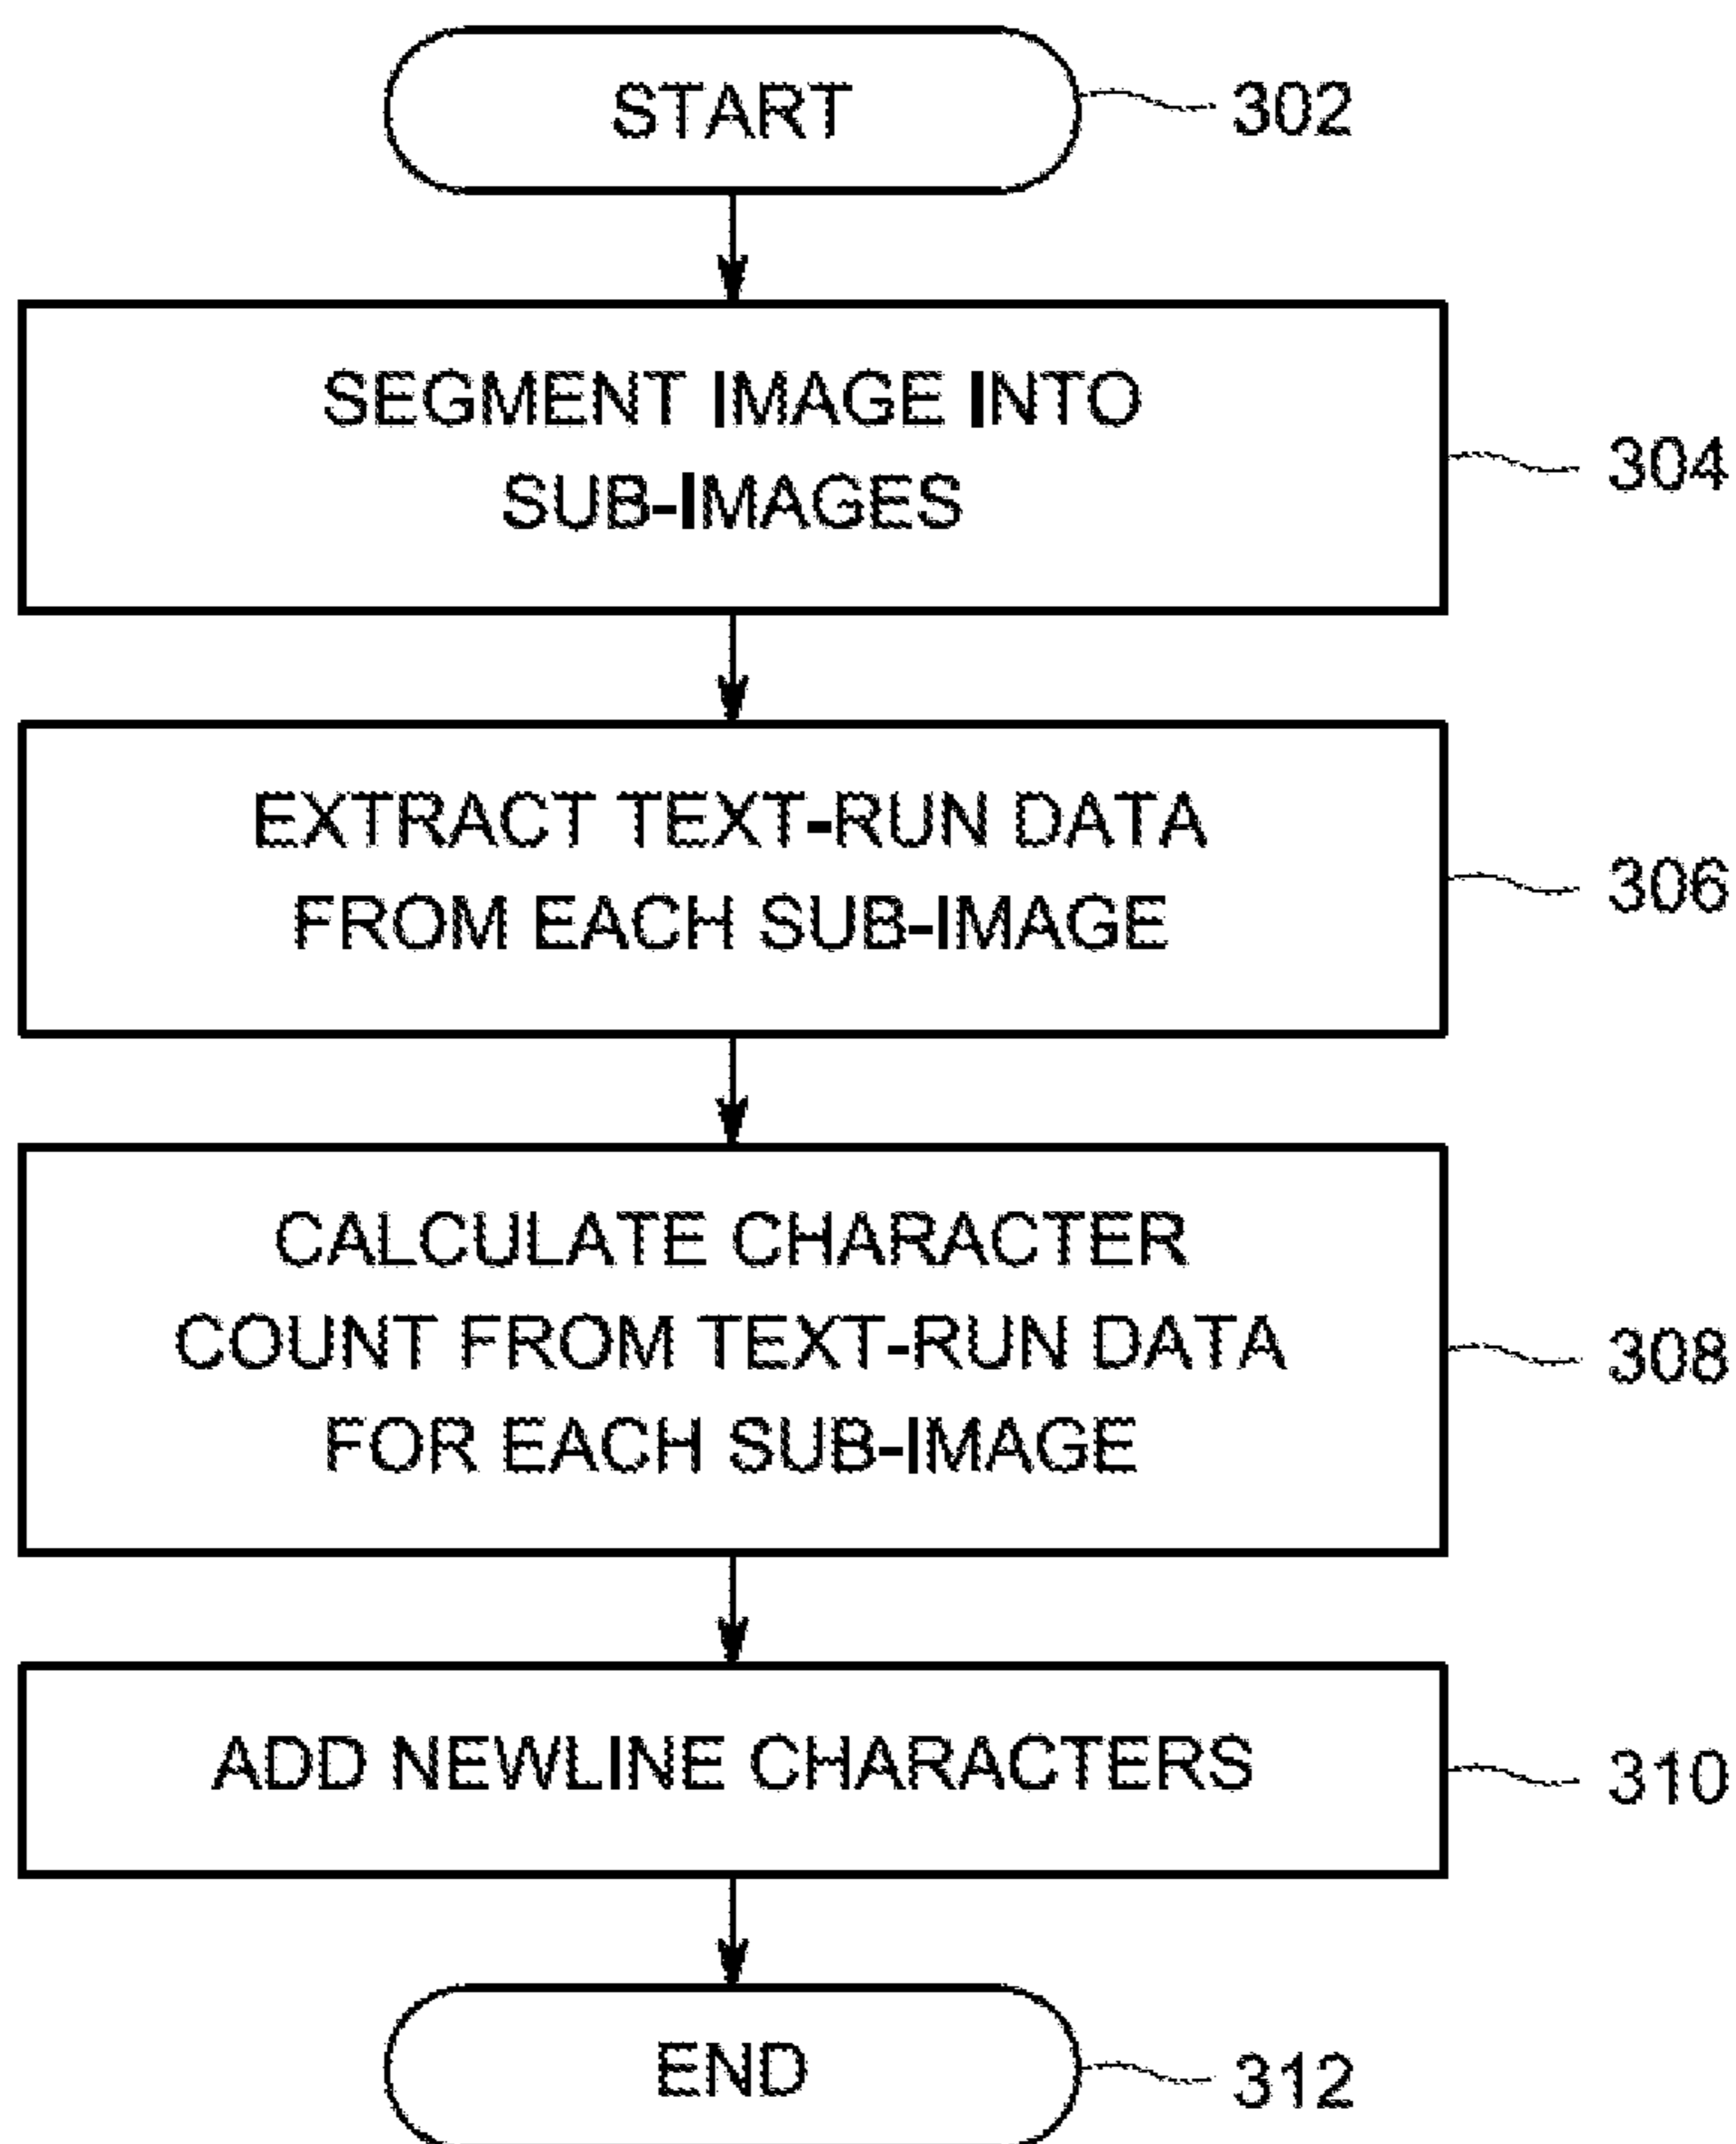 START
302
SEGMENT IMAGE INTO
SUB-IMAGES
304
EXTRACT TEXT-RUN DATA
FROM EACH SUB-IMAGE
306
CALCULATE CHARACTER
COUNT FROM TEXT-RUN DATA
FOR EACH SUB-IMAGE
308
ADD NEWLINE CHARACTERS
310
END
312